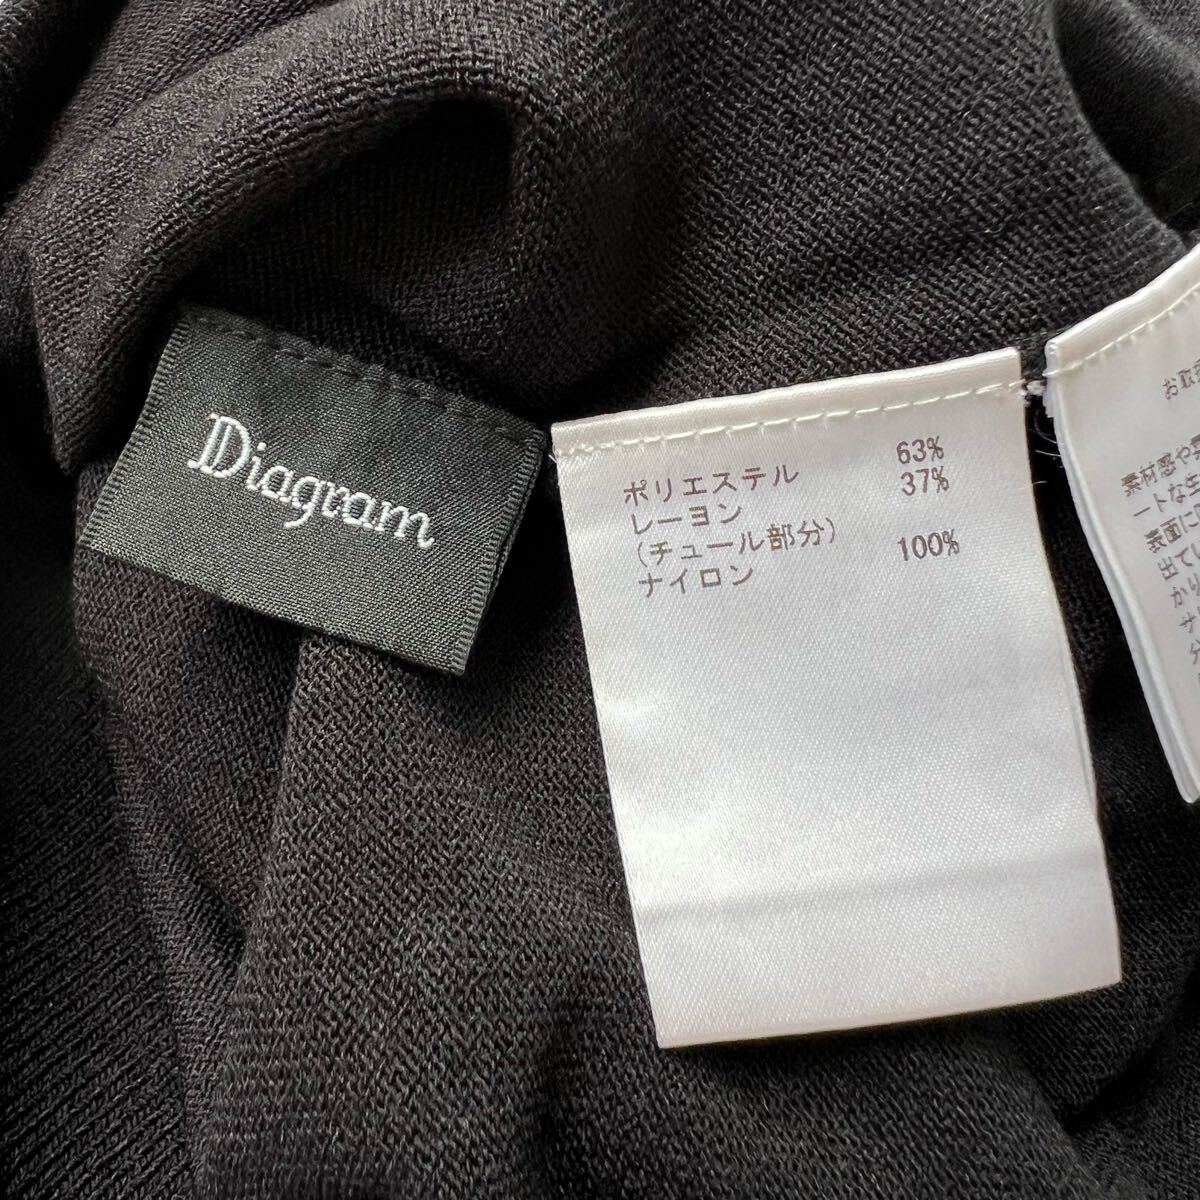 Diagram
ポリエステル 63%
レーヨン 37%
(チュール部分)
ナイロン 100%
お取
素材感や
ートな
表面に
出てい
かり
サ
分